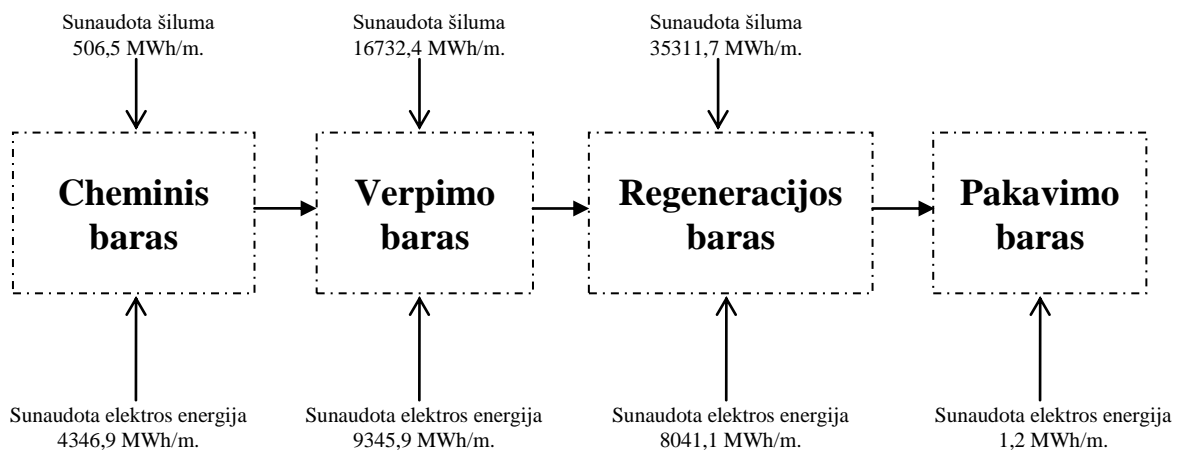 Sunaudota šiluma
506,5 MWh/m.
Sunaudota šiluma
16732,4 MWh/m.
Sunaudota šiluma
35311,7 MWh/m.
Cheminis
baras
Verpimo
baras
Regeneracijos
baras
Pakavimo
baras
Sunaudota elektros energija
4346,9 MWh/m.
Sunaudota elektros energija
9345,9 MWh/m.
Sunaudota elektros energija
8041,1 MWh/m.
Sunaudota elektros energija
1,2 MWh/m.